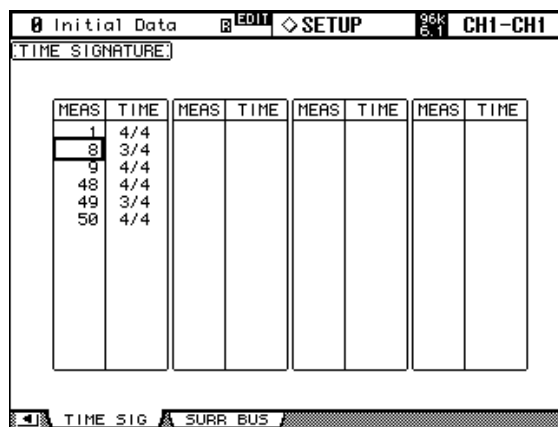 0 Initial Data EDIT ◇SETUP 96k 6.1 CH1-CH1
TIME SIGNATURE
MEAS TIME MEAS TIME MEAS TIME MEAS TIME
1 4/4
8 3/4
9 4/4
48 4/4
49 3/4
50 4/4
TIME SIG SURR BUS